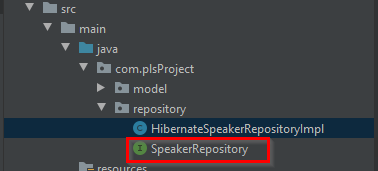 src
main
java
com.plsProject
model
repository
HibernateSpeakerRepositoryImpl
SpeakerRepository
resources